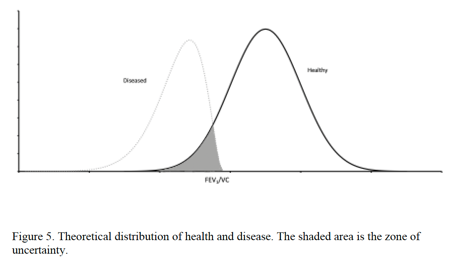 Diseased
Healthy
FEV₁/VC
Figure 5. Theoretical distribution of health and disease. The shaded area is the zone of
uncertainty.